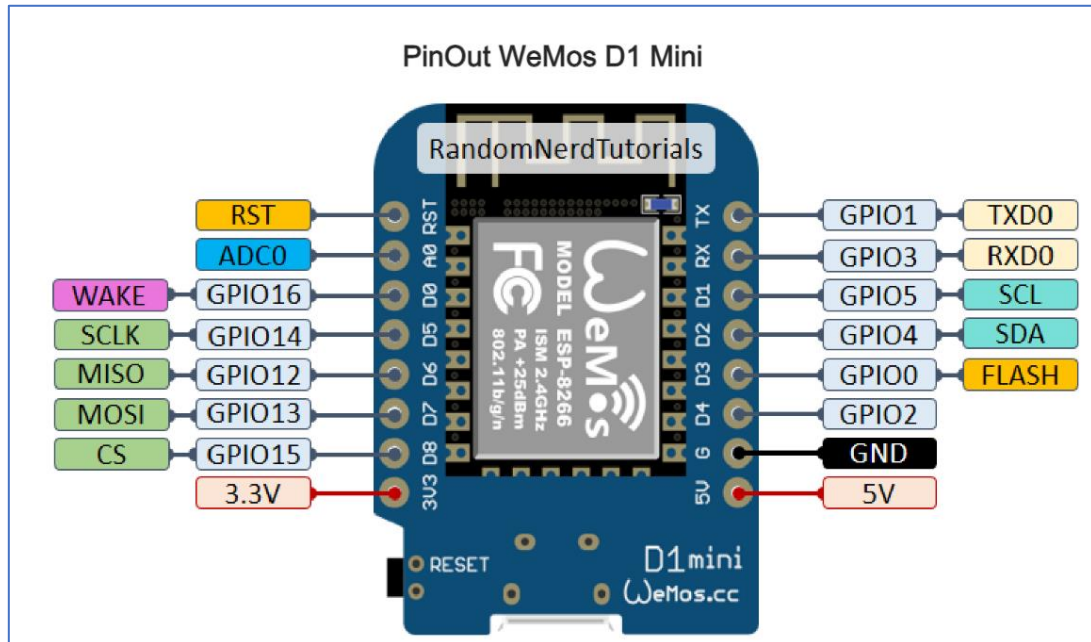 PinOut WeMos D1 Mini
RandomNerdTutorials
RST RST TX GPIO1 TXD0
ADC0 A0 RX GPIO3 RXD0
WAKE GPIO16 D0 D1 GPIO5 SCL
SCLK GPIO14 D5 D2 GPIO4 SDA
MISO GPIO12 D6 D3 GPIO0 FLASH
MOSI GPIO13 D7 D4 GPIO2
CS GPIO15 D8 G GND
3.3V 3V3 5V 5V
WeMos
MODEL ESP-8266
ISM 2.4GHz
PA +25dBm
802.11b/g/n
FC
RESET
D1mini
WeMos.cc